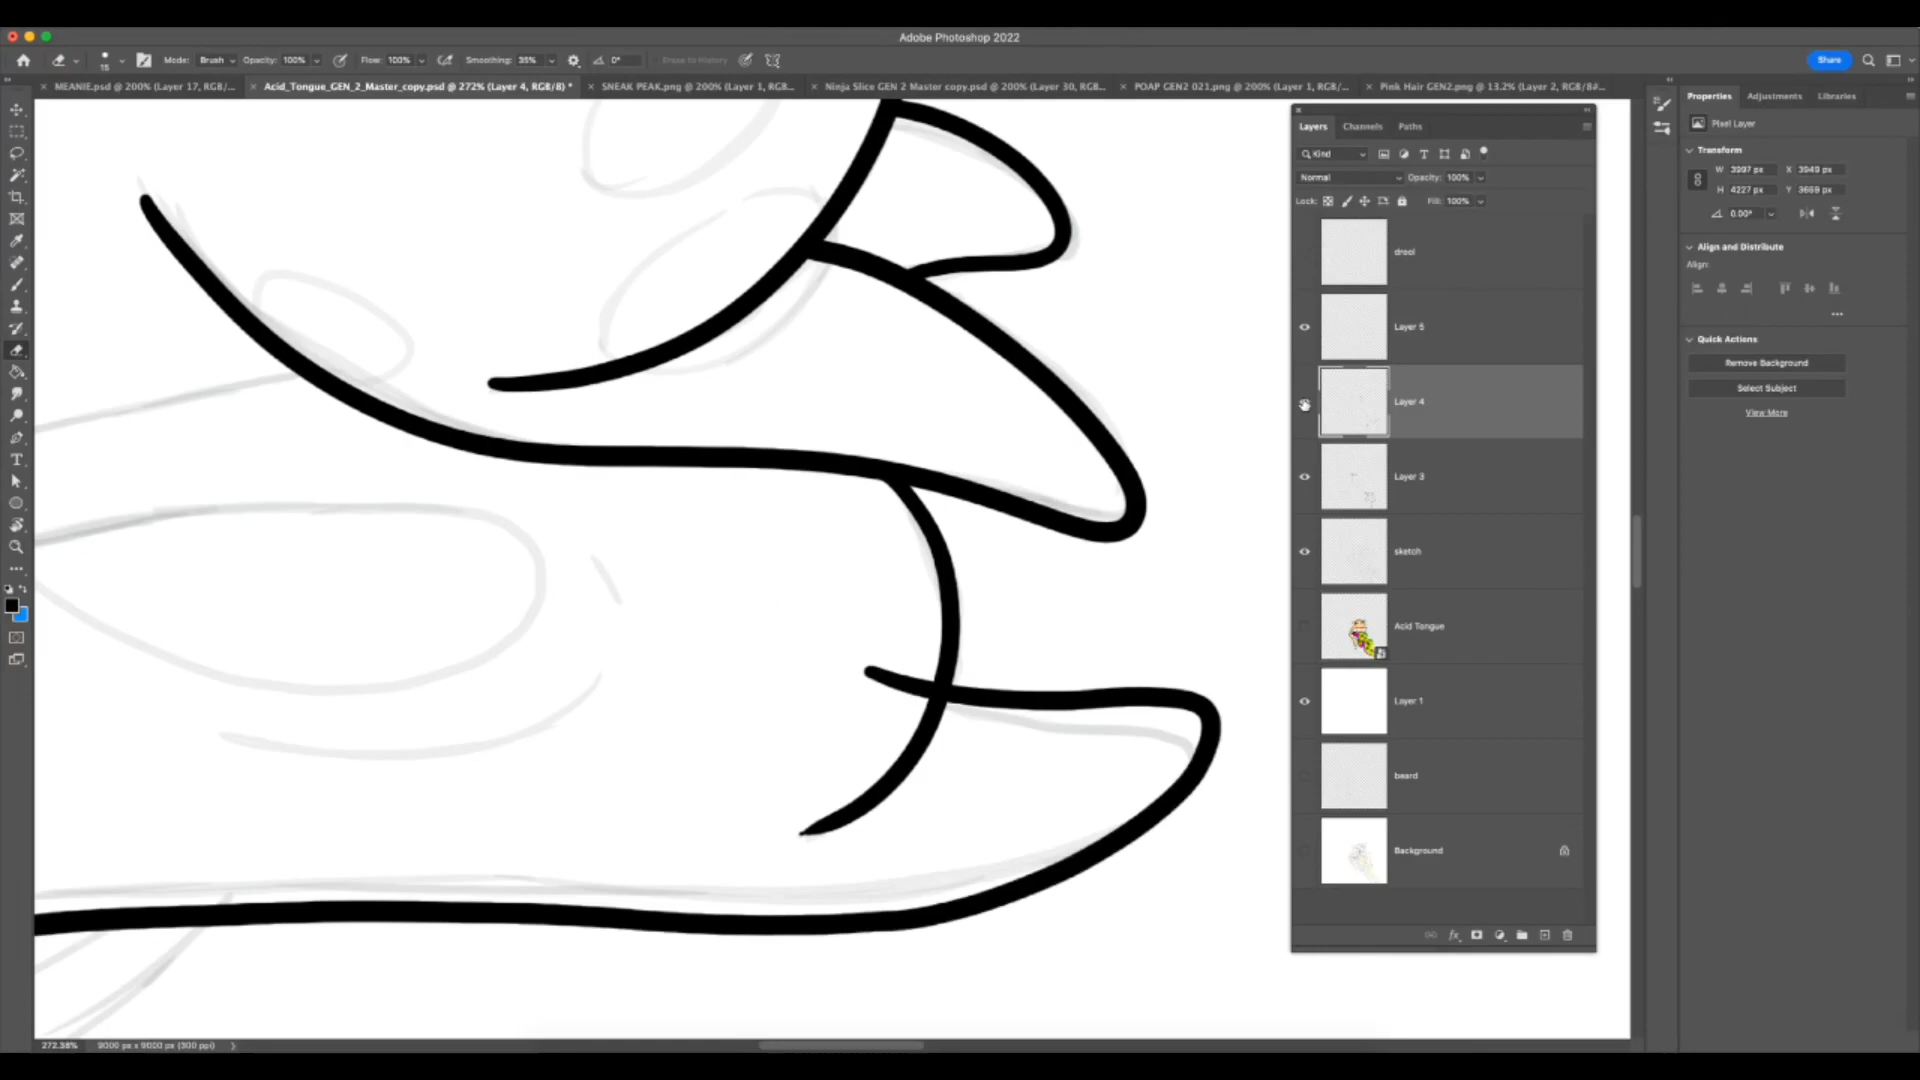 Adobe Photoshop 2022
15
Mode: Brush Opacity: 100% Flow: 100% Smoothing: 35% 0° Erase to History
Share
MEANIE.psd @ 200% (Layer 17, RGB/...
Acid_Tongue_GEN_2_Master_copy.psd @ 272% (Layer 4, RGB/8) *
SNEAK PEAK.png @ 200% (Layer 1, RGB...
Ninja Slice GEN 2 Master copy.psd @ 200% (Layer 30, RGB...
POAP GEN2 021.png @ 200% (Layer 1, RGB/...
Pink Hair GEN2.png @ 13.2% (Layer 2, RGB/8#...
Layers Channels Paths
Kind
Normal Opacity: 100%
Lock: Fill: 100%
drool
Layer 5
Layer 4
Layer 3
sketch
Acid Tongue
Layer 1
beard
Background
fx
Properties Adjustments Libraries
Pixel Layer
Transform
W 3997 px X 3949 px
H 4227 px Y 3669 px
0.00°
Align and Distribute
Align:
Quick Actions
Remove Background
Select Subject
View More
272.38% 9000 px x 9000 px (300 ppi)